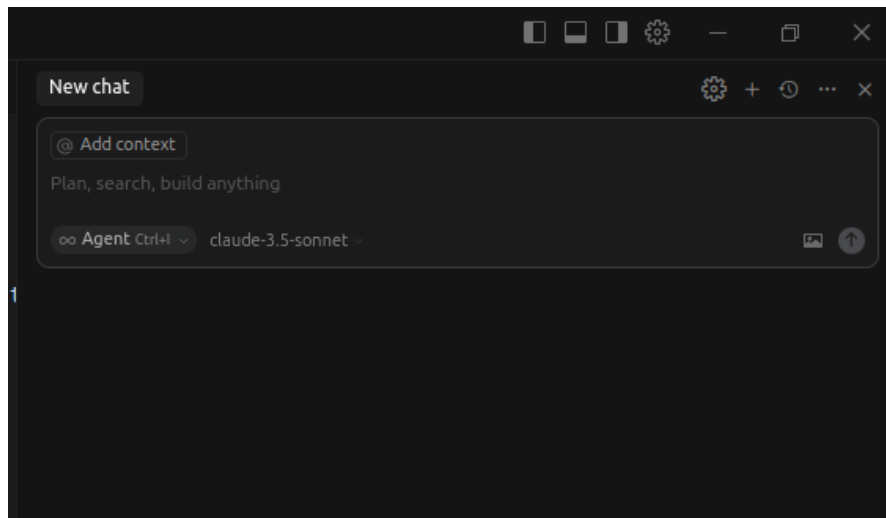 New chat
@ Add context
Plan, search, build anything
∞ Agent Ctrl+I claude-3.5-sonnet
t